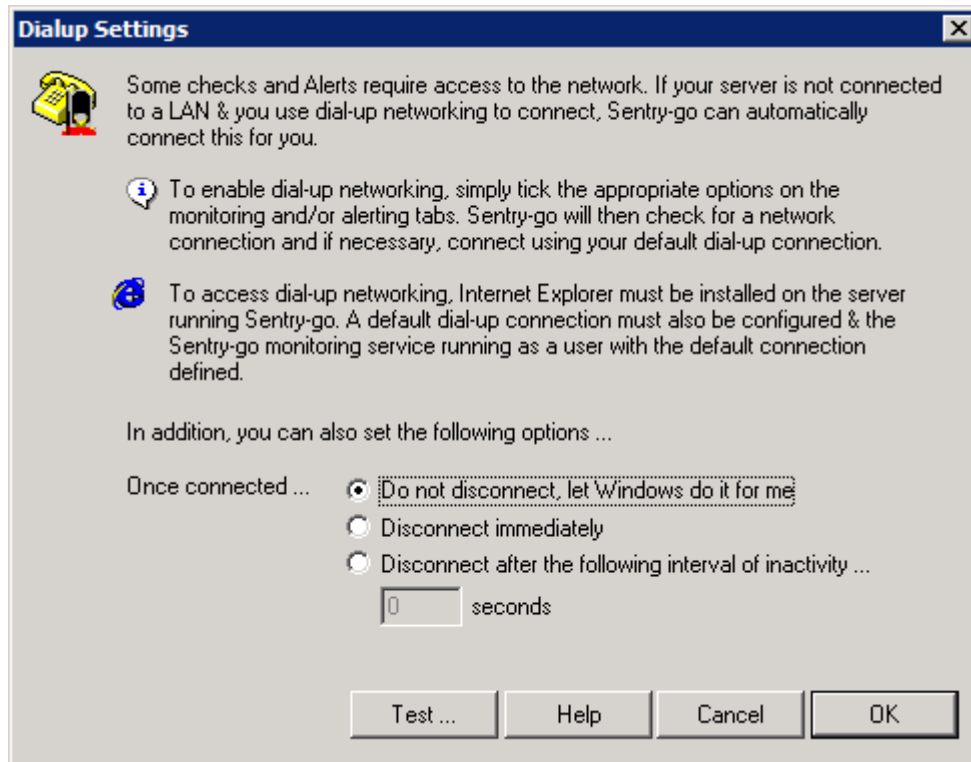 Dialup Settings
Some checks and Alerts require access to the network. If your server is not connected
to a LAN & you use dial-up networking to connect, Sentry-go can automatically
connect this for you.
To enable dial-up networking, simply tick the appropriate options on the
monitoring and/or alerting tabs. Sentry-go will then check for a network
connection and if necessary, connect using your default dial-up connection.
To access dial-up networking, Internet Explorer must be installed on the server
running Sentry-go. A default dial-up connection must also be configured & the
Sentry-go monitoring service running as a user with the default connection
defined.
In addition, you can also set the following options ...
Once connected ... Do not disconnect, let Windows do it for me
Disconnect immediately
Disconnect after the following interval of inactivity ...
0 seconds
Test ... Help Cancel OK